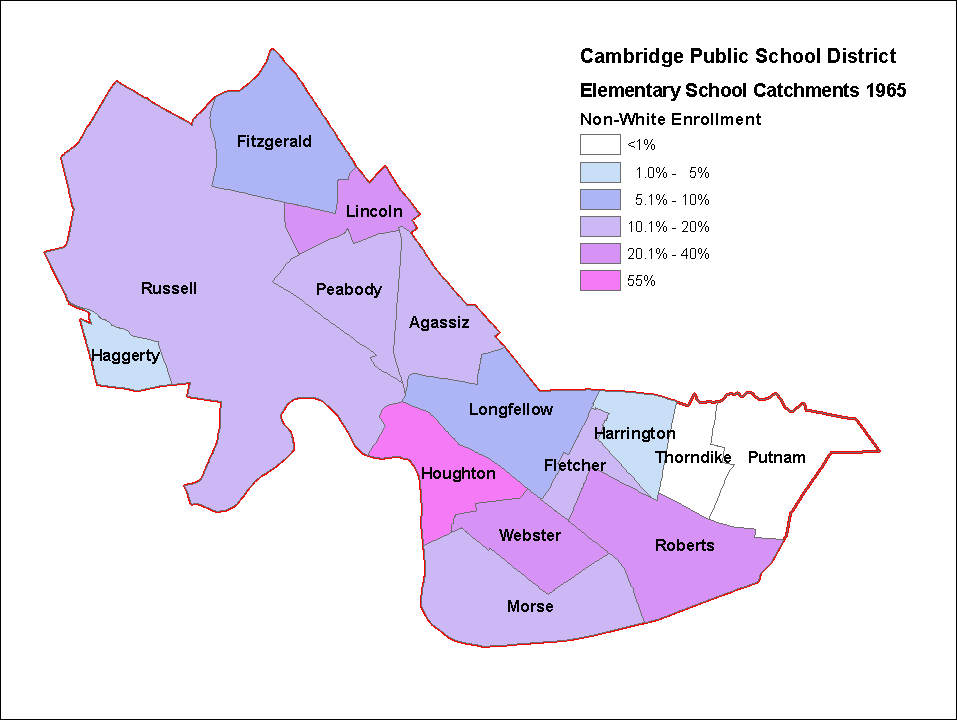 Cambridge Public School District
Elementary School Catchments 1965
Non-White Enrollment
<1%
1.0% - 5%
5.1% - 10%
10.1% - 20%
20.1% - 40%
55%
Fitzgerald
Lincoln
Russell
Peabody
Agassiz
Haggerty
Longfellow
Harrington
Thorndike
Putnam
Fletcher
Houghton
Webster
Roberts
Morse